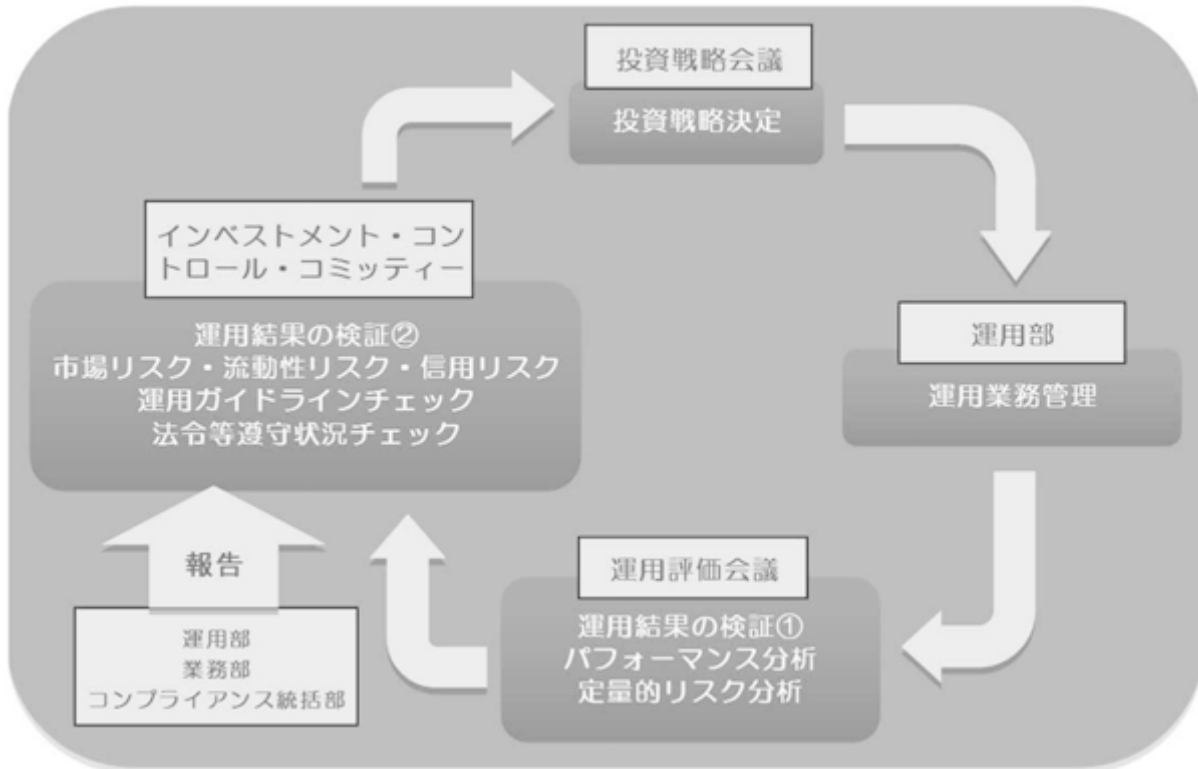 投資戦略会議
投資戦略決定
インベストメント・コン
トロール・コミッティー
運用結果の検証②
市場リスク・流動性リスク・信用リスク
運用ガイドラインチェック
法令等遵守状況チェック
運用部
運用業務管理
報告
運用部
業務部
コンプライアンス統括部
運用評価会議
運用結果の検証①
パフォーマンス分析
定量的リスク分析